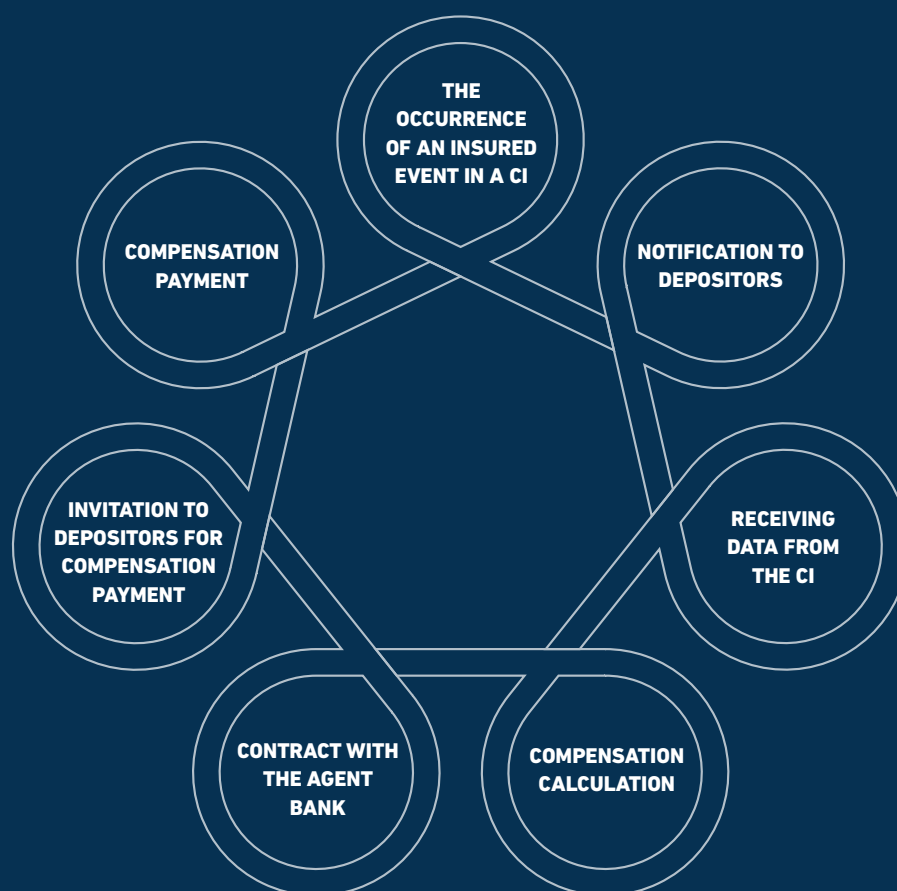 THE
OCCURRENCE
OF AN INSURED
EVENT IN A CI
NOTIFICATION TO
DEPOSITORS
RECEIVING
DATA FROM
THE CI
COMPENSATION
CALCULATION
CONTRACT WITH
THE AGENT
BANK
INVITATION TO
DEPOSITORS FOR
COMPENSATION
PAYMENT
COMPENSATION
PAYMENT